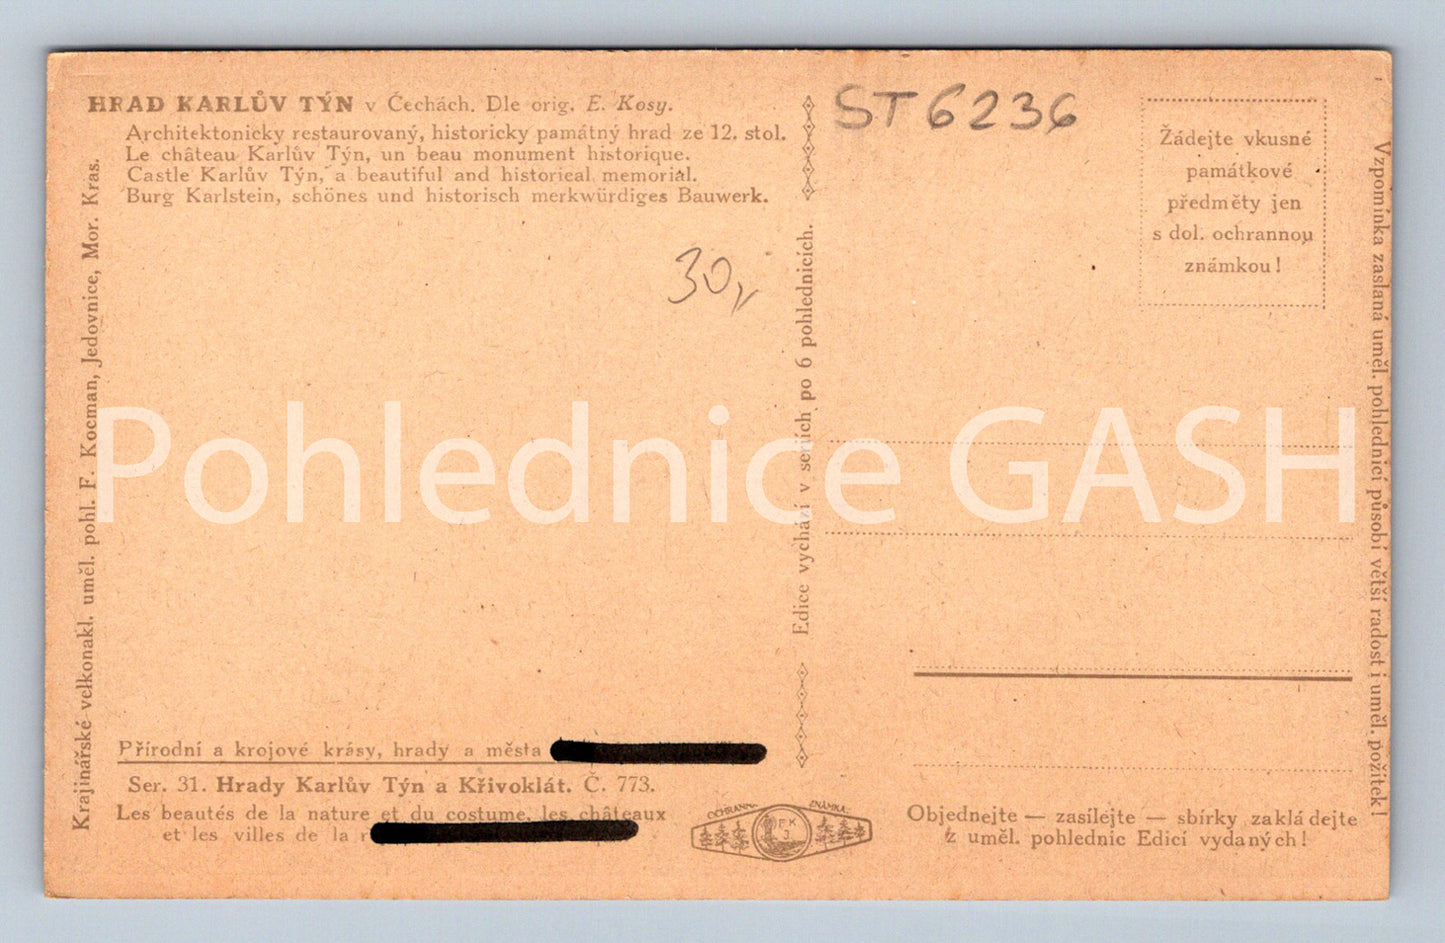 HRAD KARLŮV TÝN v Čechách. Dle orig. E. Kosy.
Architektonicky restaurovaný, historicky památný hrad ze 12. stol.
Le château Karlův Týn, un beau monument historique.
Castle Karlův Týn, a beautiful and historical memorial.
Burg Karlstein, schönes und historisch merkwürdiges Bauwerk.
ST 6236
Žádejte vkusné
památkové
předměty jen
s dol. ochrannou
známkou!
30,
Krajinářské velkonakl. uměl. pohl. F. Kocman, Jedovnice, Mor. Kras.
Edice vychází v seriích po 6 pohlednicích.
Vzpomínka zaslaná uměl. pohlednicí působí větší radost i uměl. požitek!
Pohlednice GASH
Přírodní a krojové krásy, hrady a města
Ser. 31. Hrady Karlův Týn a Křivoklát. Č. 773.
Les beautés de la nature et du costume, les châteaux
et les villes de la
OCHRANN. ZNÁMKA
F K
J
Objednejte — zasílejte — sbírky zakládejte
z uměl. pohlednic Edicí vydaných!